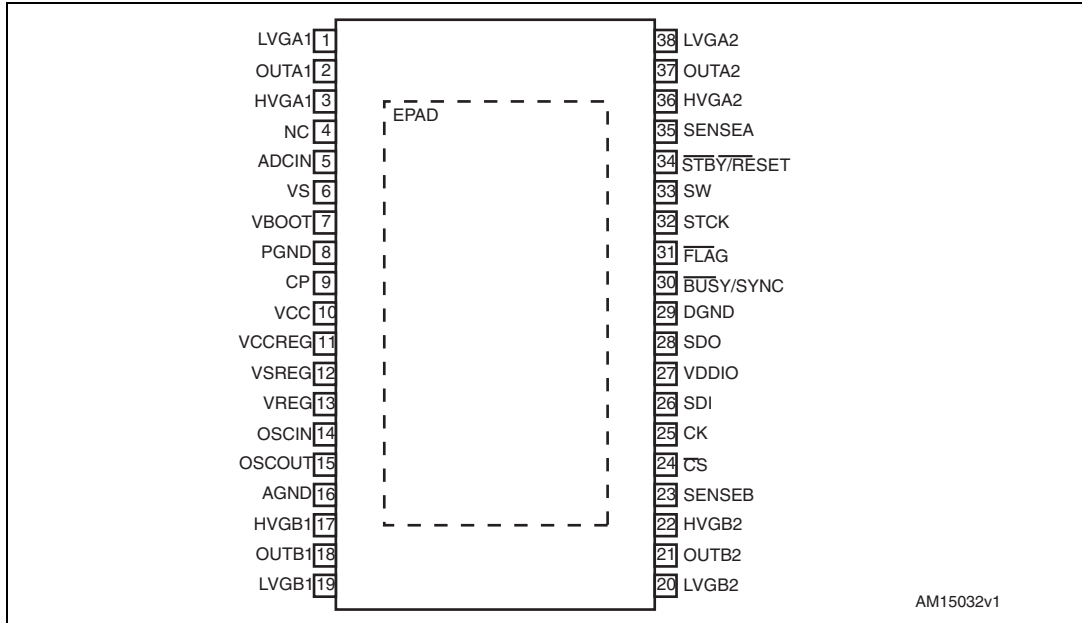 LVGA1 1
OUTA1 2
HVGA1 3
NC 4
ADCIN 5
VS 6
VBOOT 7
PGND 8
CP 9
VCC 10
VCCREG 11
VSREG 12
VREG 13
OSCIN 14
OSCOUT 15
AGND 16
HVGB1 17
OUTB1 18
LVGB1 19
EPAD
38 LVGA2
37 OUTA2
36 HVGA2
35 SENSEA
34 STBY/RESET
33 SW
32 STCK
31 FLAG
30 BUSY/SYNC
29 DGND
28 SDO
27 VDDIO
26 SDI
25 CK
24 CS
23 SENSEB
22 HVGB2
21 OUTB2
20 LVGB2
AM15032v1